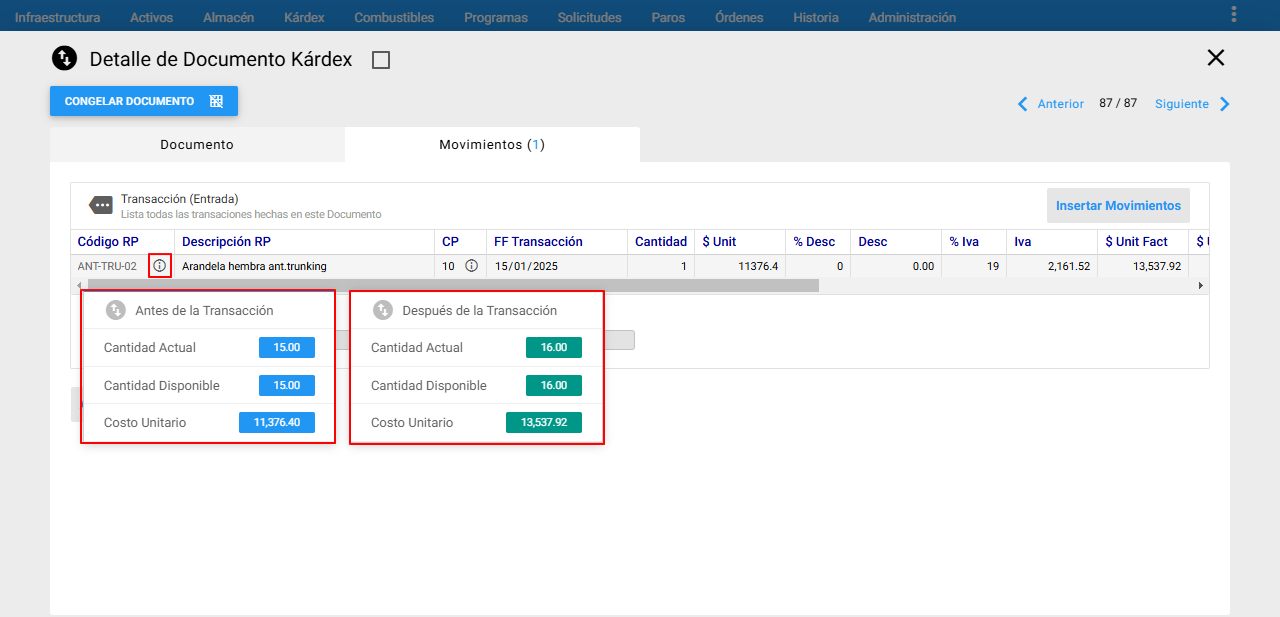 Infraestructura Activos Almacén Kárdex Combustibles Programas Solicitudes Paros Órdenes Historia Administración
Detalle de Documento Kárdex
CONGELAR DOCUMENTO
Anterior 87 / 87 Siguiente
Documento Movimientos (1)
Transacción (Entrada)
Lista todas las transaciones hechas en este Documento
Insertar Movimientos
Código RP Descripción RP CP FF Transacción Cantidad $ Unit % Desc Desc % Iva Iva $ Unit Fact $
ANT-TRU-02 Arandela hembra ant.trunking 10 15/01/2025 1 11376.4 0 0.00 19 2,161.52 13,537.92
Antes de la Transacción
Cantidad Actual 15.00
Cantidad Disponible 15.00
Costo Unitario 11,376.40
Después de la Transacción
Cantidad Actual 16.00
Cantidad Disponible 16.00
Costo Unitario 13,537.92